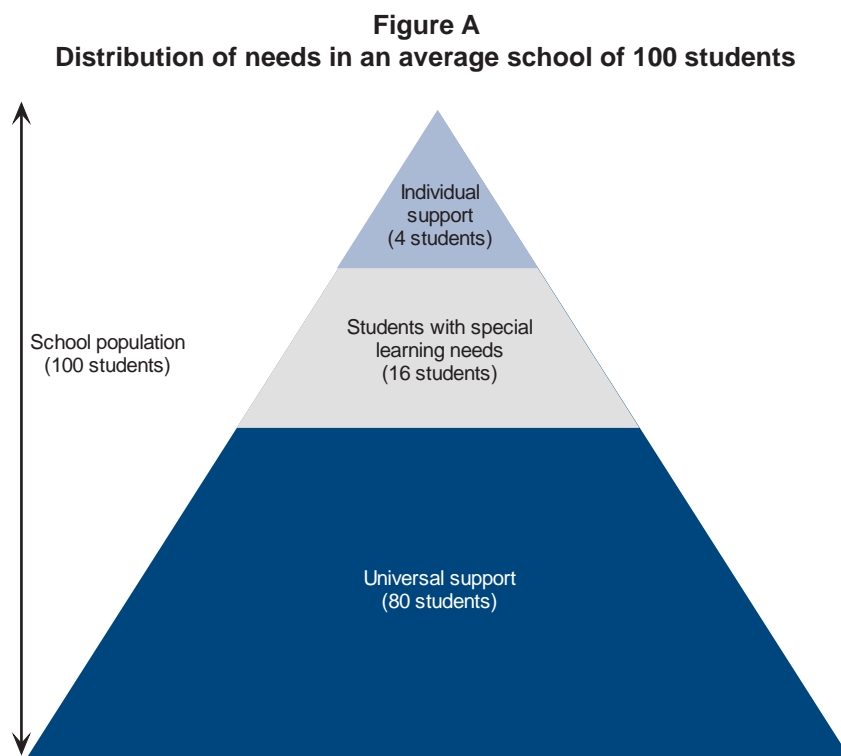 Figure A
Distribution of needs in an average school of 100 students
Individual
support
(4 students)
Students with special
learning needs
(16 students)
School population
(100 students)
Universal support
(80 students)